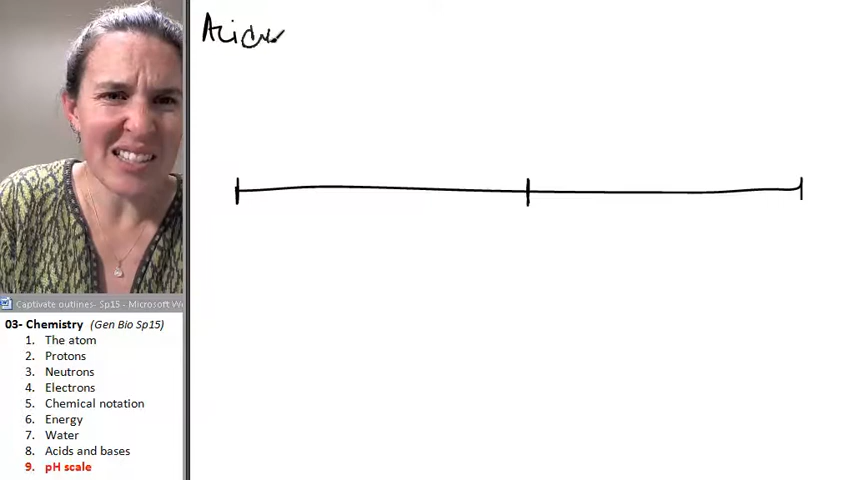 Acidic
Captivate outlines- Sp15 - Microsoft W
03- Chemistry (Gen Bio Sp15)
1. The atom
2. Protons
3. Neutrons
4. Electrons
5. Chemical notation
6. Energy
7. Water
8. Acids and bases
9. pH scale